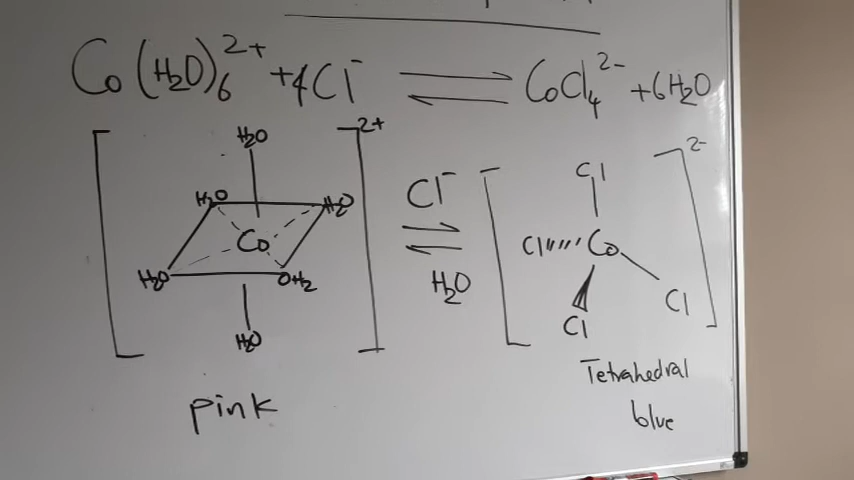 Co(H2O)6 2+ + 4Cl- ⇌ CoCl4 2- + 6H2O
H2O
2+
2-
H2O
H2O
Cl-
Cl
Co
Cl
Co
H2O
OH2
H2O
Cl
Cl
H2O
Tetrahedral
pink
blue